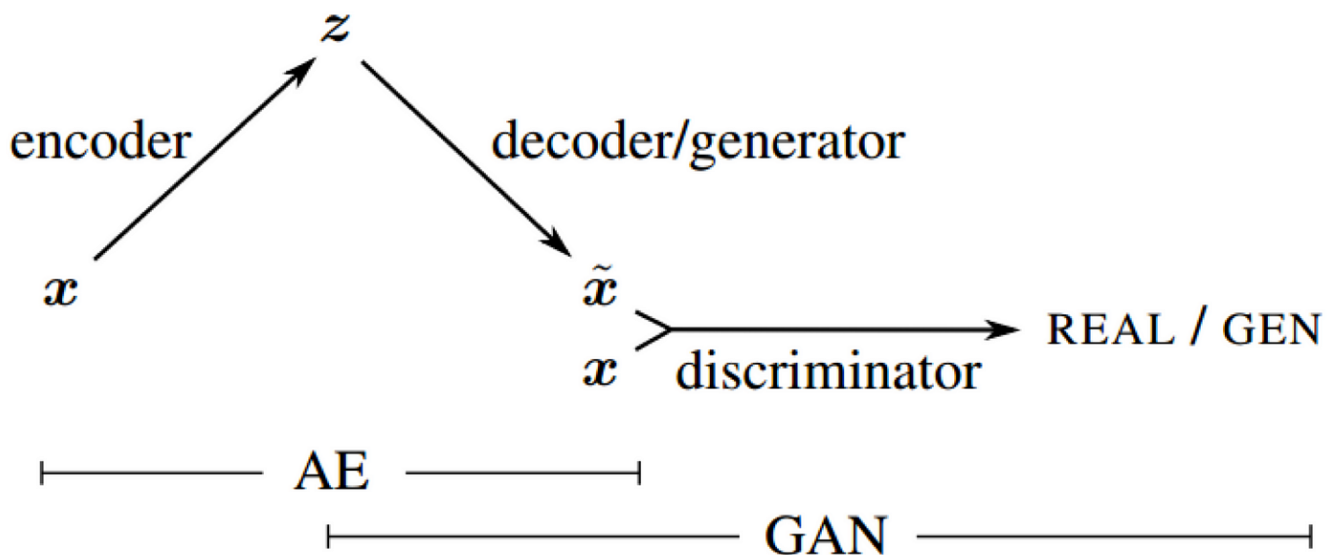 z
encoder
decoder/generator
x
x̃
x
discriminator
REAL / GEN
AE
GAN